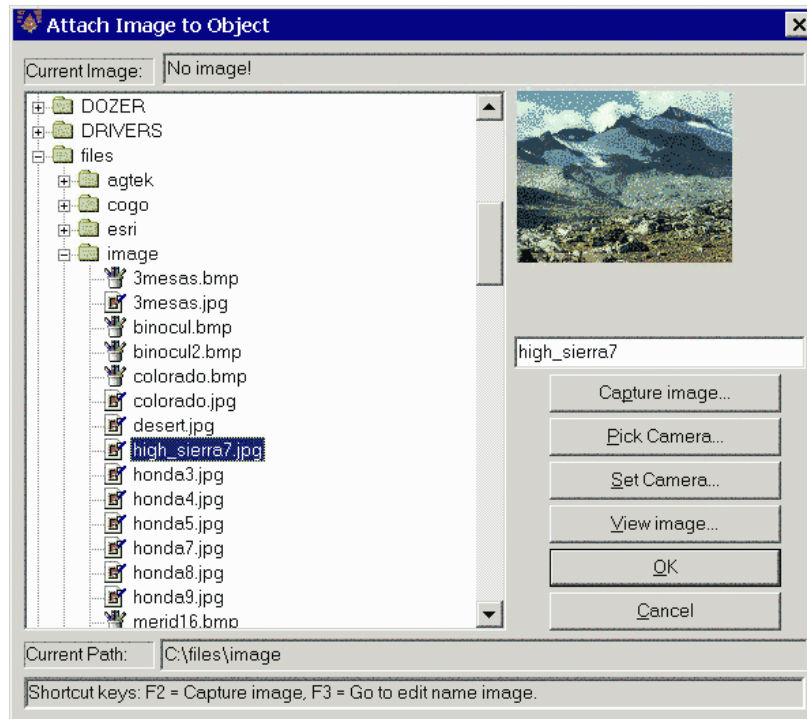 Attach Image to Object
Current Image: No image!
DOZER
DRIVERS
files
agtek
cogo
esri
image
3mesas.bmp
3mesas.jpg
binocul.bmp
binocul2.bmp
colorado.bmp
colorado.jpg
desert.jpg
high_sierra7.jpg
honda3.jpg
honda4.jpg
honda5.jpg
honda7.jpg
honda8.jpg
honda9.jpg
merid16.bmp
high_sierra7
Capture image...
Pick Camera...
Set Camera...
View image...
OK
Cancel
Current Path: C:\files\image
Shortcut keys: F2 = Capture image, F3 = Go to edit name image.